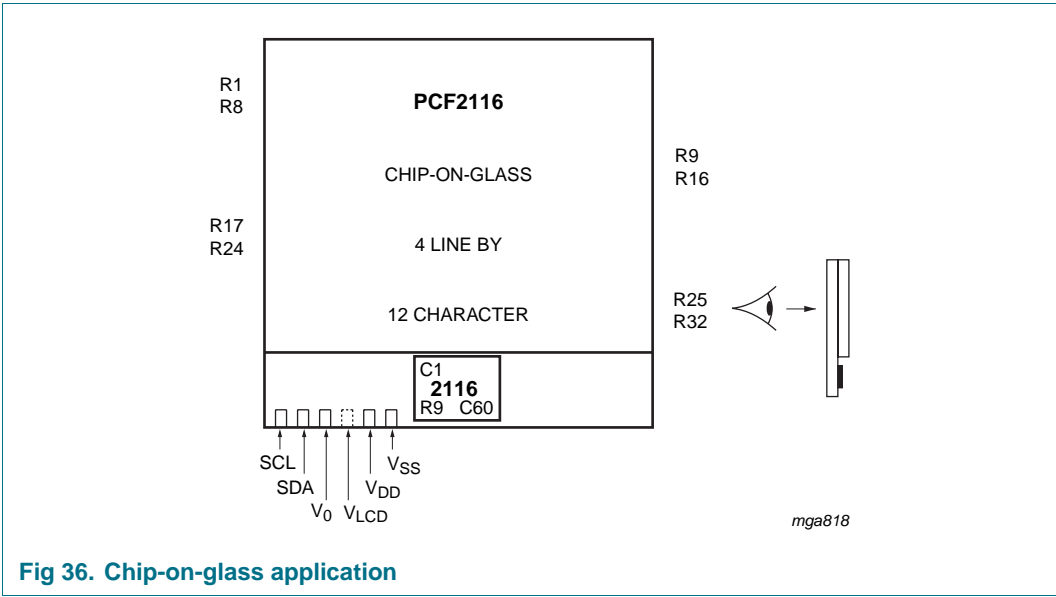 R1
R8
PCF2116
R9
R16
CHIP-ON-GLASS
R17
R24
4 LINE BY
R25
R32
12 CHARACTER
C1
2116
R9 C60
SCL
VSS
SDA
VDD
V0
VLCD
mga818
Fig 36. Chip-on-glass application